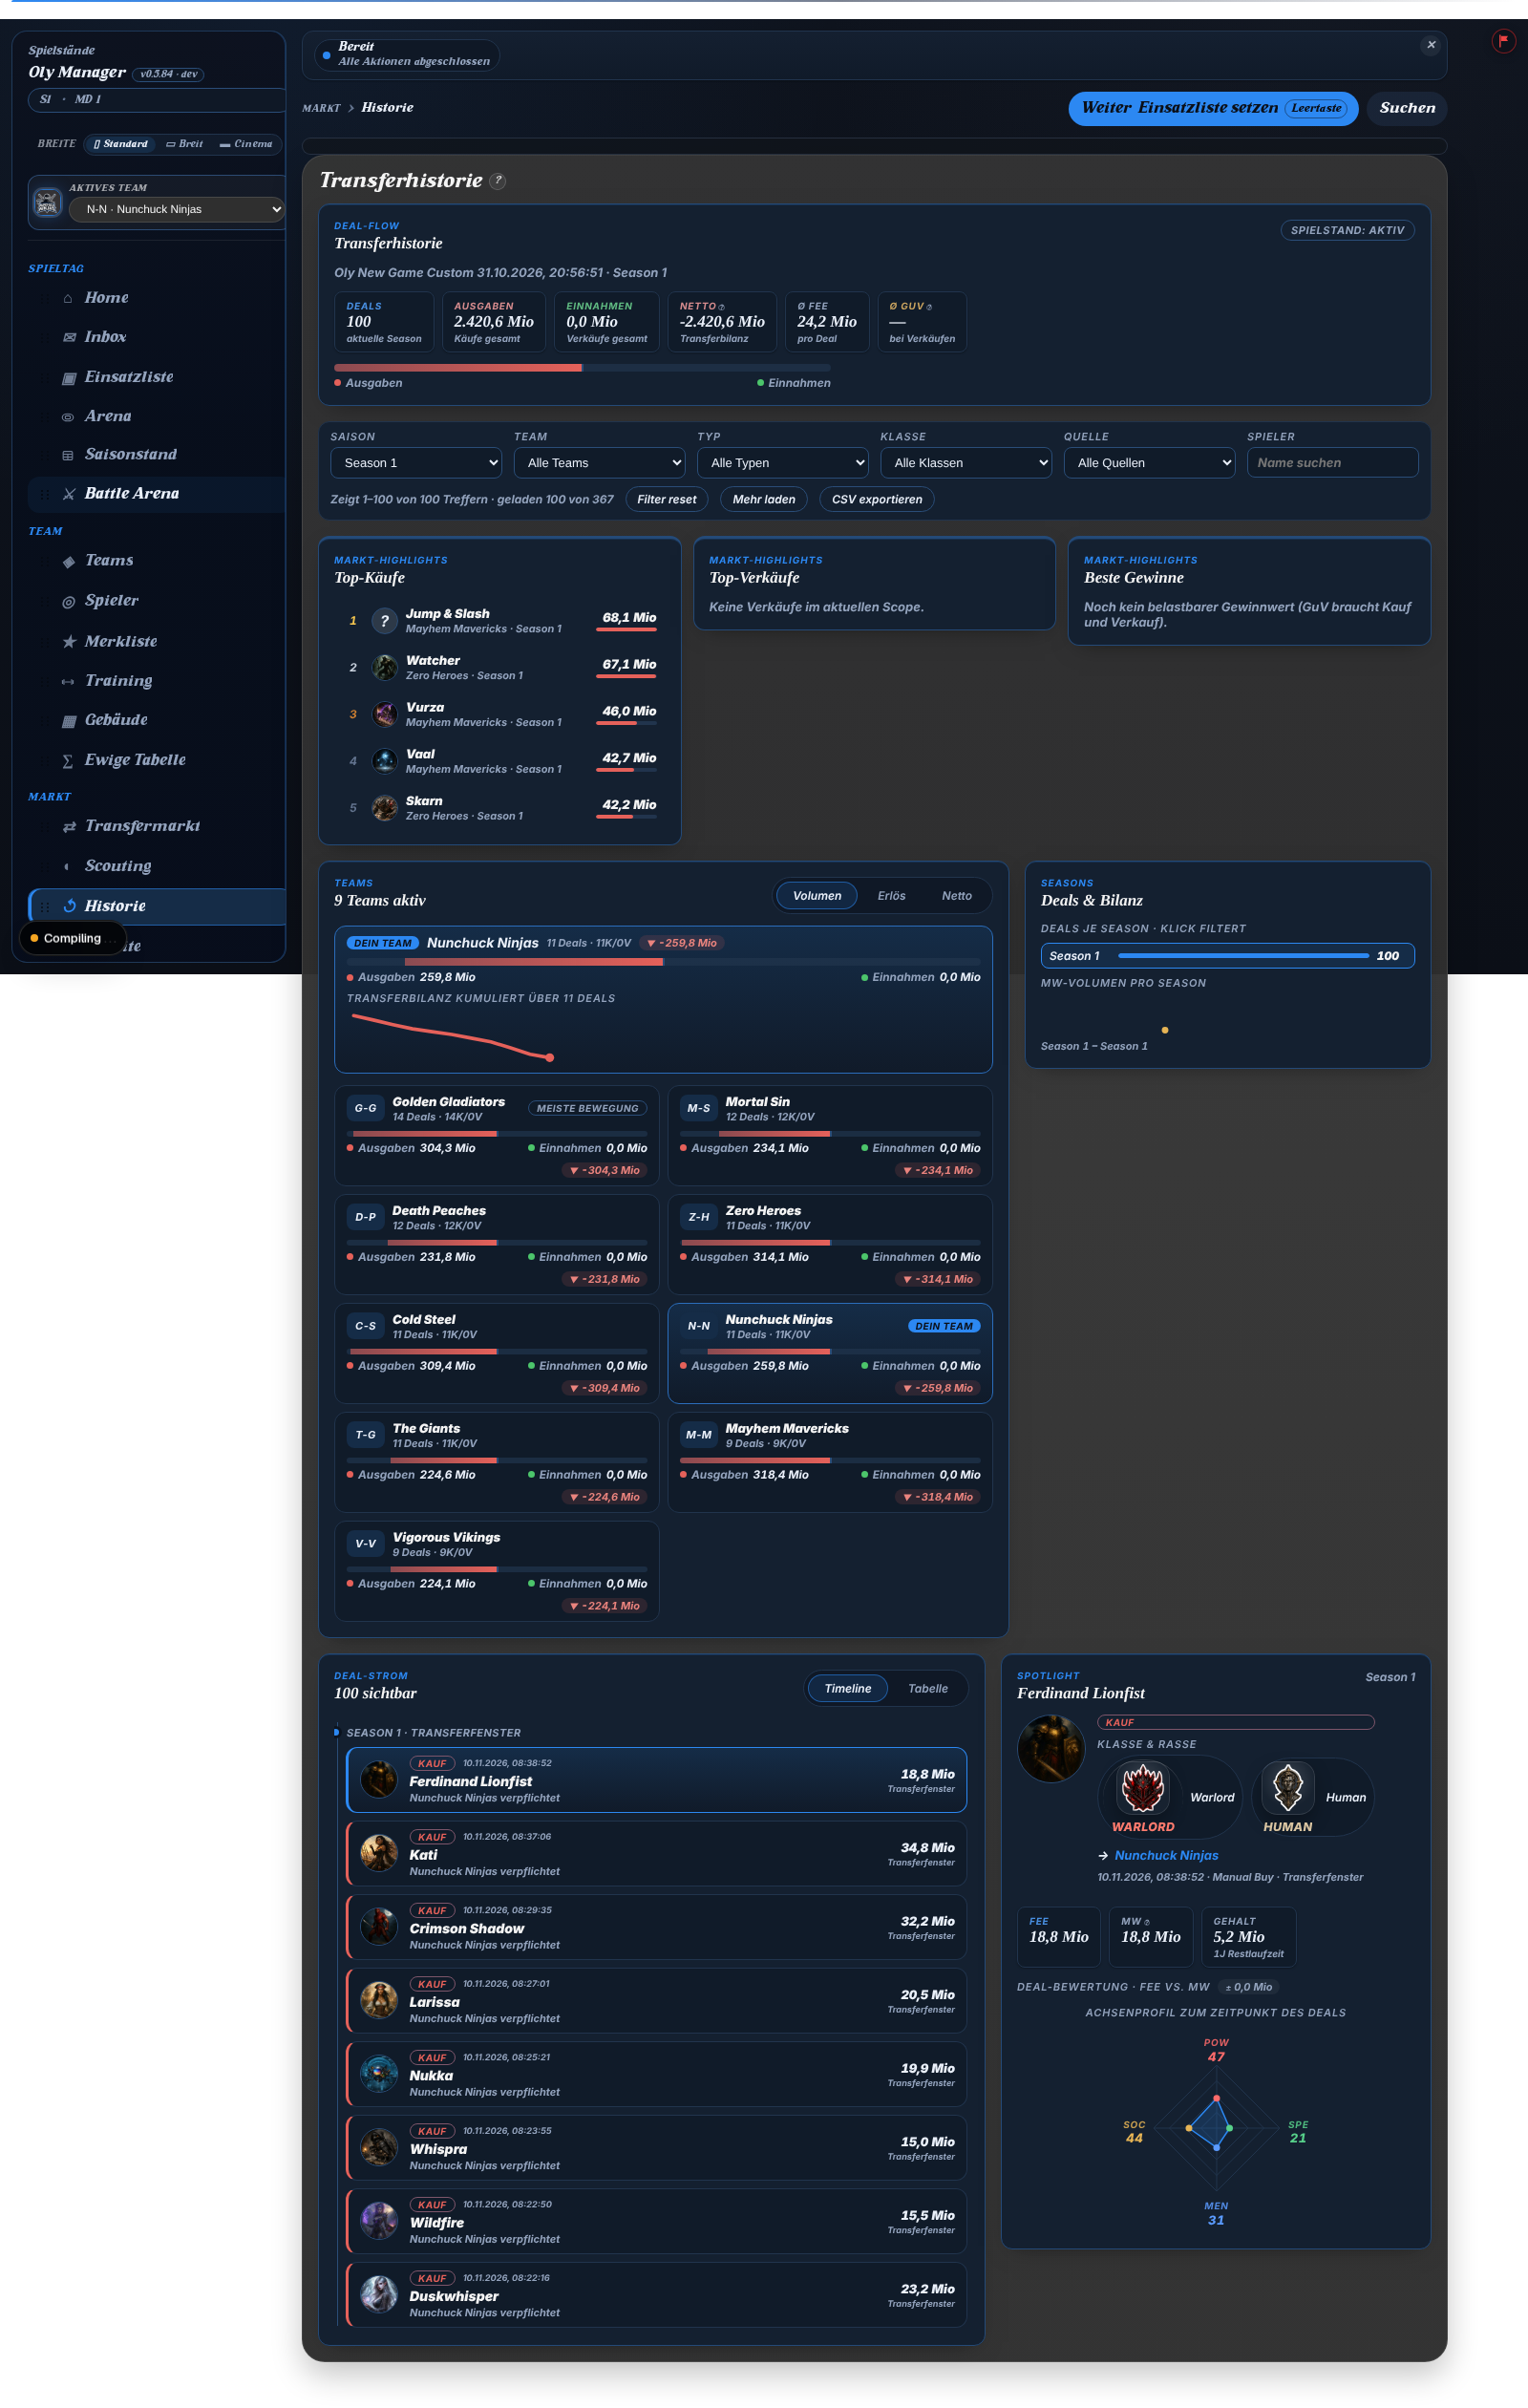 Spielstände
Oly Manager v0.5.84 · dev
S1 · MD 1
BREITE Standard Breit Cinema
AKTIVES TEAM
N-N · Nunchuck Ninjas
SPIELTAG
Home
Inbox
Einsatzliste
Arena
Saisonstand
Battle Arena
TEAM
Teams
Spieler
Merkliste
Training
Gebäude
Ewige Tabelle
MARKT
Transfermarkt
Scouting
Historie
Compiling ...
Bereit
Alle Aktionen abgeschlossen
MARKT > Historie
Weiter Einsatzliste setzen Leertaste
Suchen
Transferhistorie ?
DEAL-FLOW
Transferhistorie
SPIELSTAND: AKTIV
Oly New Game Custom 31.10.2026, 20:56:51 · Season 1
DEALS
100
aktuelle Season
AUSGABEN
2.420,6 Mio
Käufe gesamt
EINNAHMEN
0,0 Mio
Verkäufe gesamt
NETTO ?
-2.420,6 Mio
Transferbilanz
Ø FEE
24,2 Mio
pro Deal
Ø GUV ?
—
bei Verkäufen
Ausgaben
Einnahmen
SAISON
Season 1
TEAM
Alle Teams
TYP
Alle Typen
KLASSE
Alle Klassen
QUELLE
Alle Quellen
SPIELER
Name suchen
Zeigt 1–100 von 100 Treffern · geladen 100 von 367 Filter reset Mehr laden CSV exportieren
MARKT-HIGHLIGHTS
Top-Käufe
1 ? Jump & Slash 68,1 Mio
Mayhem Mavericks · Season 1
2 Watcher 67,1 Mio
Zero Heroes · Season 1
3 Vurza 46,0 Mio
Mayhem Mavericks · Season 1
4 Vaal 42,7 Mio
Mayhem Mavericks · Season 1
5 Skarn 42,2 Mio
Zero Heroes · Season 1
MARKT-HIGHLIGHTS
Top-Verkäufe
Keine Verkäufe im aktuellen Scope.
MARKT-HIGHLIGHTS
Beste Gewinne
Noch kein belastbarer Gewinnwert (GuV braucht Kauf
und Verkauf).
TEAMS
9 Teams aktiv
Volumen Erlös Netto
DEIN TEAM Nunchuck Ninjas 11 Deals · 11K/0V ▼ -259,8 Mio
Ausgaben 259,8 Mio Einnahmen 0,0 Mio
TRANSFERBILANZ KUMULIERT ÜBER 11 DEALS
G-G Golden Gladiators MEISTE BEWEGUNG
14 Deals · 14K/0V
Ausgaben 304,3 Mio Einnahmen 0,0 Mio
▼ -304,3 Mio
M-S Mortal Sin
12 Deals · 12K/0V
Ausgaben 234,1 Mio Einnahmen 0,0 Mio
▼ -234,1 Mio
D-P Death Peaches
12 Deals · 12K/0V
Ausgaben 231,8 Mio Einnahmen 0,0 Mio
▼ -231,8 Mio
Z-H Zero Heroes
11 Deals · 11K/0V
Ausgaben 314,1 Mio Einnahmen 0,0 Mio
▼ -314,1 Mio
C-S Cold Steel
11 Deals · 11K/0V
Ausgaben 309,4 Mio Einnahmen 0,0 Mio
▼ -309,4 Mio
N-N Nunchuck Ninjas DEIN TEAM
11 Deals · 11K/0V
Ausgaben 259,8 Mio Einnahmen 0,0 Mio
▼ -259,8 Mio
T-G The Giants
11 Deals · 11K/0V
Ausgaben 224,6 Mio Einnahmen 0,0 Mio
▼ -224,6 Mio
M-M Mayhem Mavericks
9 Deals · 9K/0V
Ausgaben 318,4 Mio Einnahmen 0,0 Mio
▼ -318,4 Mio
V-V Vigorous Vikings
9 Deals · 9K/0V
Ausgaben 224,1 Mio Einnahmen 0,0 Mio
▼ -224,1 Mio
SEASONS
Deals & Bilanz
DEALS JE SEASON · KLICK FILTERT
Season 1 100
MW-VOLUMEN PRO SEASON
Season 1 – Season 1
DEAL-STROM
100 sichtbar
Timeline Tabelle
SEASON 1 · TRANSFERFENSTER
KAUF 10.11.2026, 08:38:52
Ferdinand Lionfist 18,8 Mio
Nunchuck Ninjas verpflichtet Transferfenster
KAUF 10.11.2026, 08:37:06
Kati 34,8 Mio
Nunchuck Ninjas verpflichtet Transferfenster
KAUF 10.11.2026, 08:29:35
Crimson Shadow 32,2 Mio
Nunchuck Ninjas verpflichtet Transferfenster
KAUF 10.11.2026, 08:27:01
Larissa 20,5 Mio
Nunchuck Ninjas verpflichtet Transferfenster
KAUF 10.11.2026, 08:25:21
Nukka 19,9 Mio
Nunchuck Ninjas verpflichtet Transferfenster
KAUF 10.11.2026, 08:23:55
Whispra 15,0 Mio
Nunchuck Ninjas verpflichtet Transferfenster
KAUF 10.11.2026, 08:22:50
Wildfire 15,5 Mio
Nunchuck Ninjas verpflichtet Transferfenster
KAUF 10.11.2026, 08:22:16
Duskwhisper 23,2 Mio
Nunchuck Ninjas verpflichtet Transferfenster
SPOTLIGHT Season 1
Ferdinand Lionfist
KAUF
KLASSE & RASSE
Warlord
WARLORD
Human
HUMAN
→ Nunchuck Ninjas
10.11.2026, 08:38:52 · Manual Buy · Transferfenster
FEE
18,8 Mio
MW ?
18,8 Mio
GEHALT
5,2 Mio
1J Restlaufzeit
DEAL-BEWERTUNG · FEE VS. MW ± 0,0 Mio
ACHSENPROFIL ZUM ZEITPUNKT DES DEALS
POW
47
SOC
44
SPE
21
MEN
31